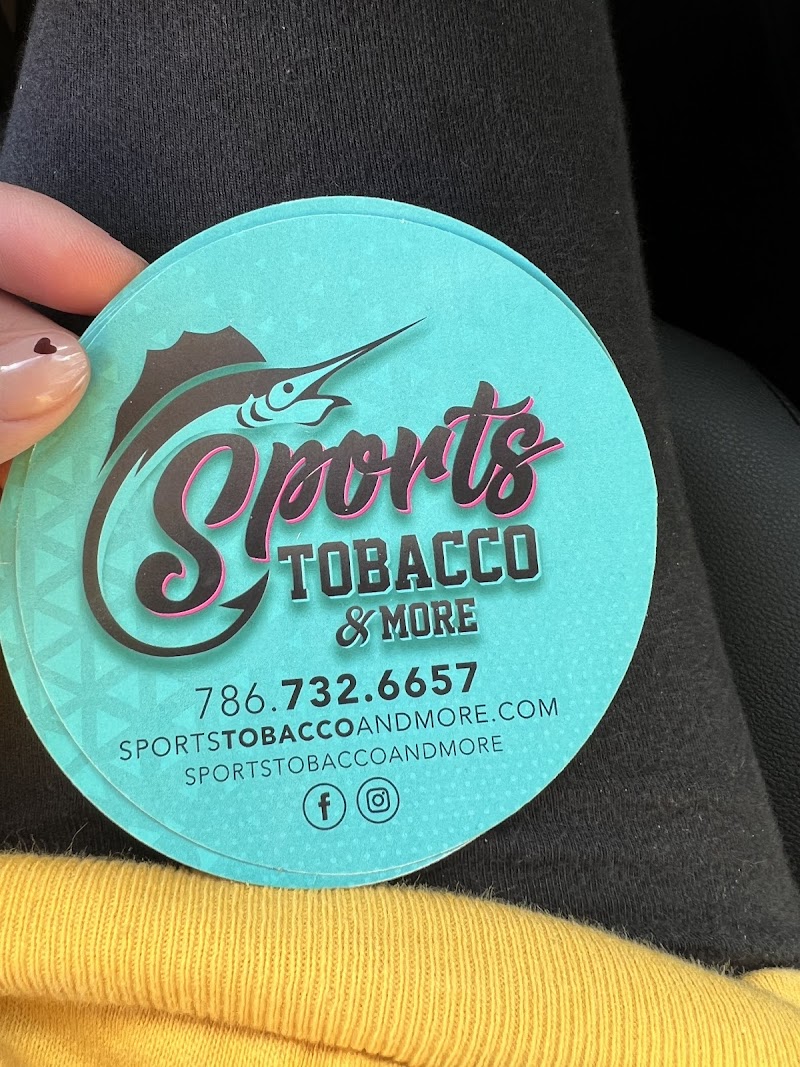 Sports
TOBACCO
& MORE
786.732.6657
SPORTSTOBACCOANDMORE.COM
SPORTSTOBACCOANDMORE
f